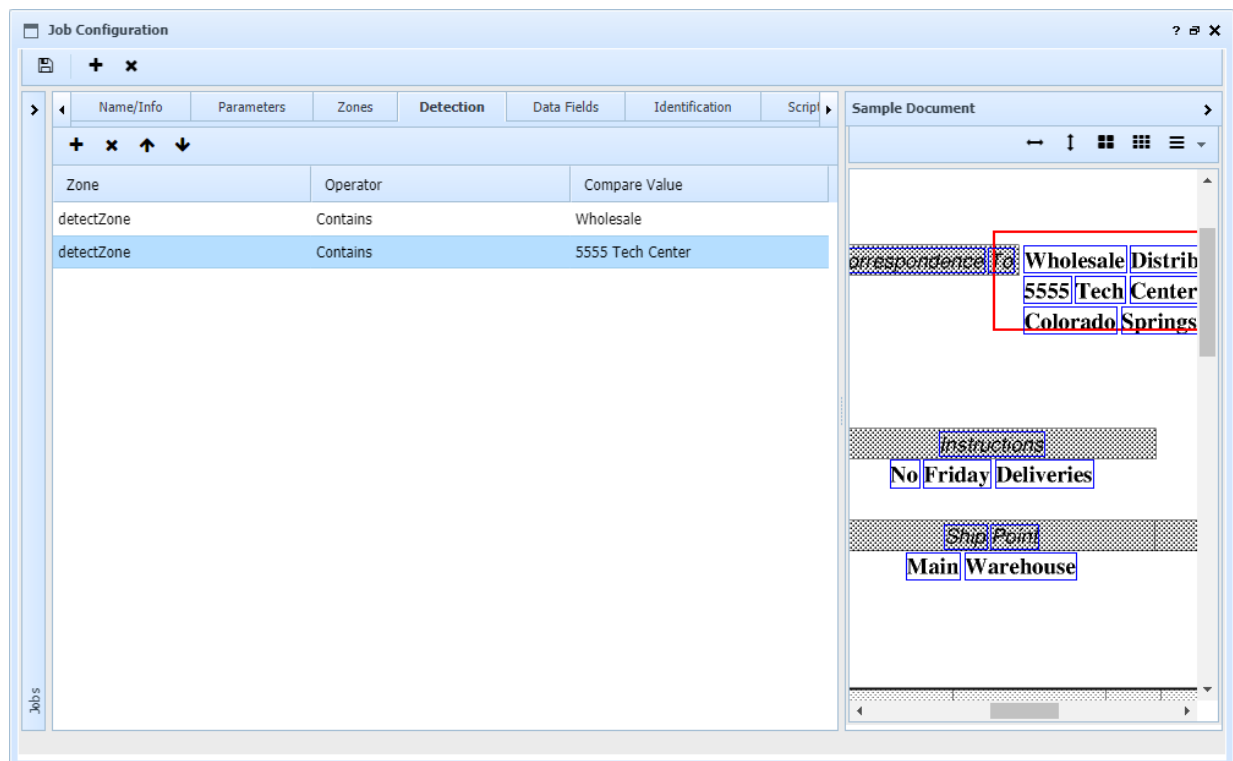 Job Configuration
?
Name/Info Parameters Zones Detection Data Fields Identification Script
Zone Operator Compare Value
detectZone Contains Wholesale
detectZone Contains 5555 Tech Center
Jobs
Sample Document
orrespondence To Wholesale Distrib
5555 Tech Center
Colorado Springs
Instructions
No Friday Deliveries
Ship Point
Main Warehouse